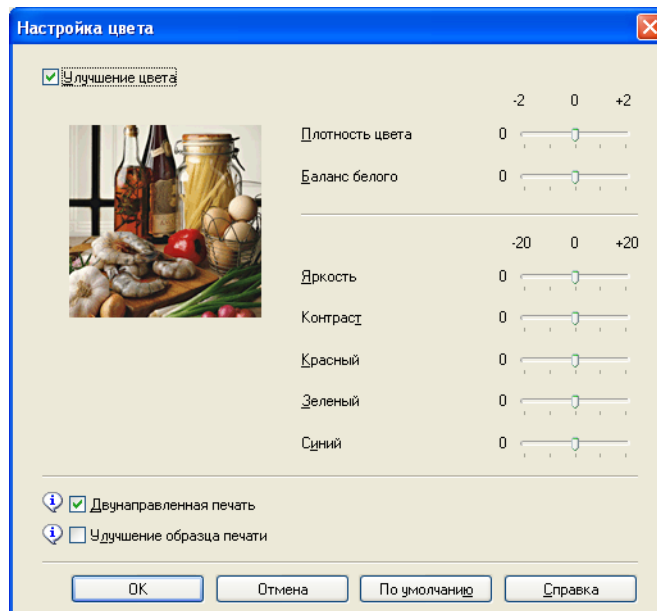 Настройка цвета
Улучшение цвета
-2 0 +2
Плотность цвета 0
Баланс белого 0
-20 0 +20
Яркость 0
Контраст 0
Красный 0
Зеленый 0
Синий 0
Двунаправленная печать
Улучшение образца печати
OK Отмена По умолчанию Справка